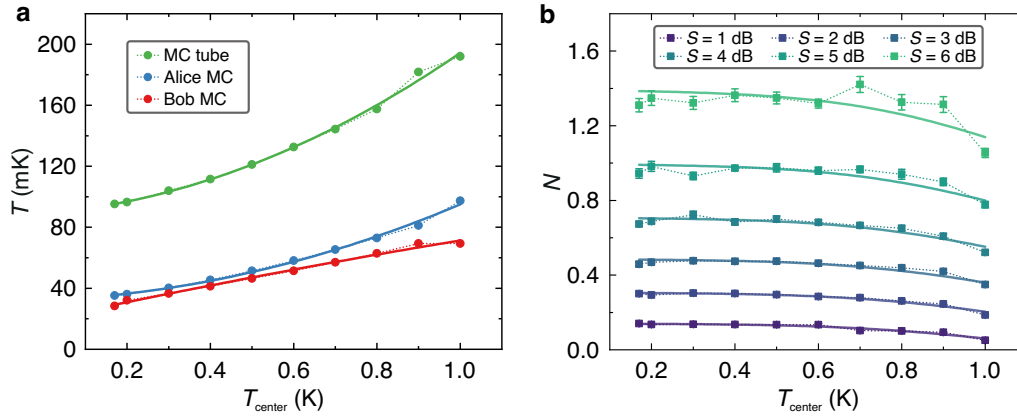 a
T (mK)
200
160
120
80
40
0
MC tube
Alice MC
Bob MC
0.2 0.4 0.6 0.8 1.0
T_center (K)
b
N
1.6
1.2
0.8
0.4
0.0
S = 1 dB S = 2 dB S = 3 dB
S = 4 dB S = 5 dB S = 6 dB
0.2 0.4 0.6 0.8 1.0
T_center (K)